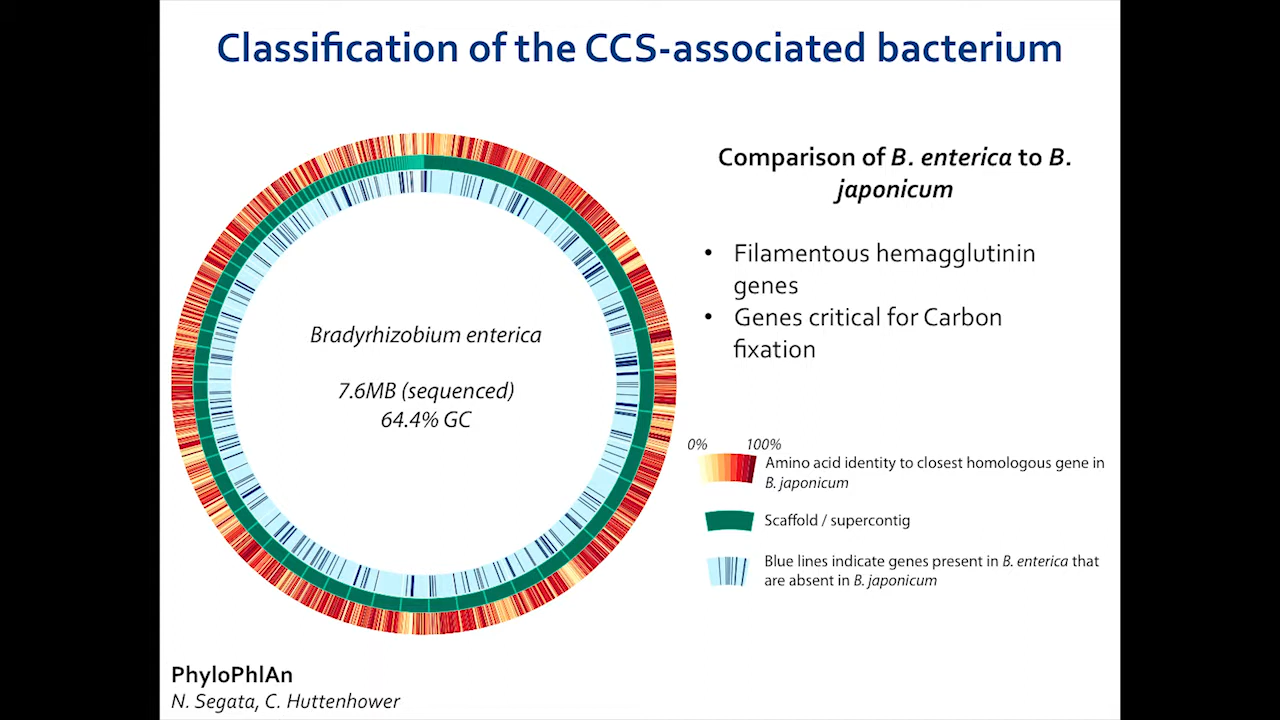 Classification of the CCS-associated bacterium
Comparison of B. enterica to B.
japonicum
• Filamentous hemagglutinin
genes
• Genes critical for Carbon
fixation
Bradyrhizobium enterica
7.6MB (sequenced)
64.4% GC
0% 100%
Amino acid identity to closest homologous gene in
B. japonicum
Scaffold / supercontig
Blue lines indicate genes present in B. enterica that
are absent in B. japonicum
PhyloPhlAn
N. Segata, C. Huttenhower